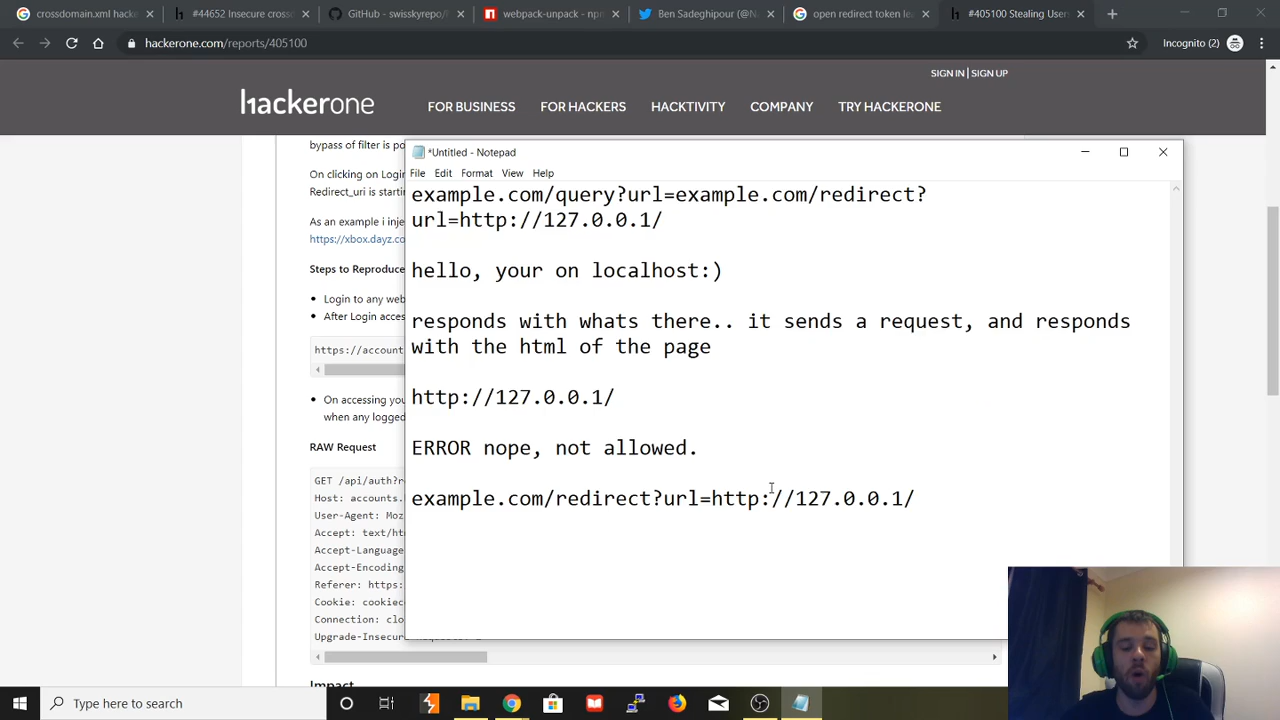 crossdomain.xml hack
#44652 Insecure cross
GitHub - swisskyrepo/
webpack-unpack - npm
Ben Sadeghipour (@N
open redirect token le
#405100 Stealing User
hackerone.com/reports/405100
Incognito (2)
SIGN IN | SIGN UP
hackerone
FOR BUSINESS
FOR HACKERS
HACKTIVITY
COMPANY
TRY HACKERONE
bypass of filter is po
On clicking on Login
Redirect_uri is startin
As an example i inje
https://xbox.dayz.co
Steps to Reproduce
Login to any web
After Login acces
https://account
On accessing you
when any logged
RAW Request
GET /api/auth?r
Host: accounts.
User-Agent: Moz
Accept: text/ht
Accept-Language
Accept-Encoding
Referer: https:
Cookie: cookiec
Connection: clo
Impact
*Untitled - Notepad
File Edit Format View Help
example.com/query?url=example.com/redirect?
url=http://127.0.0.1/
hello, your on localhost:)
responds with whats there.. it sends a request, and responds
with the html of the page
http://127.0.0.1/
ERROR nope, not allowed.
example.com/redirect?url=http://127.0.0.1/
Type here to search